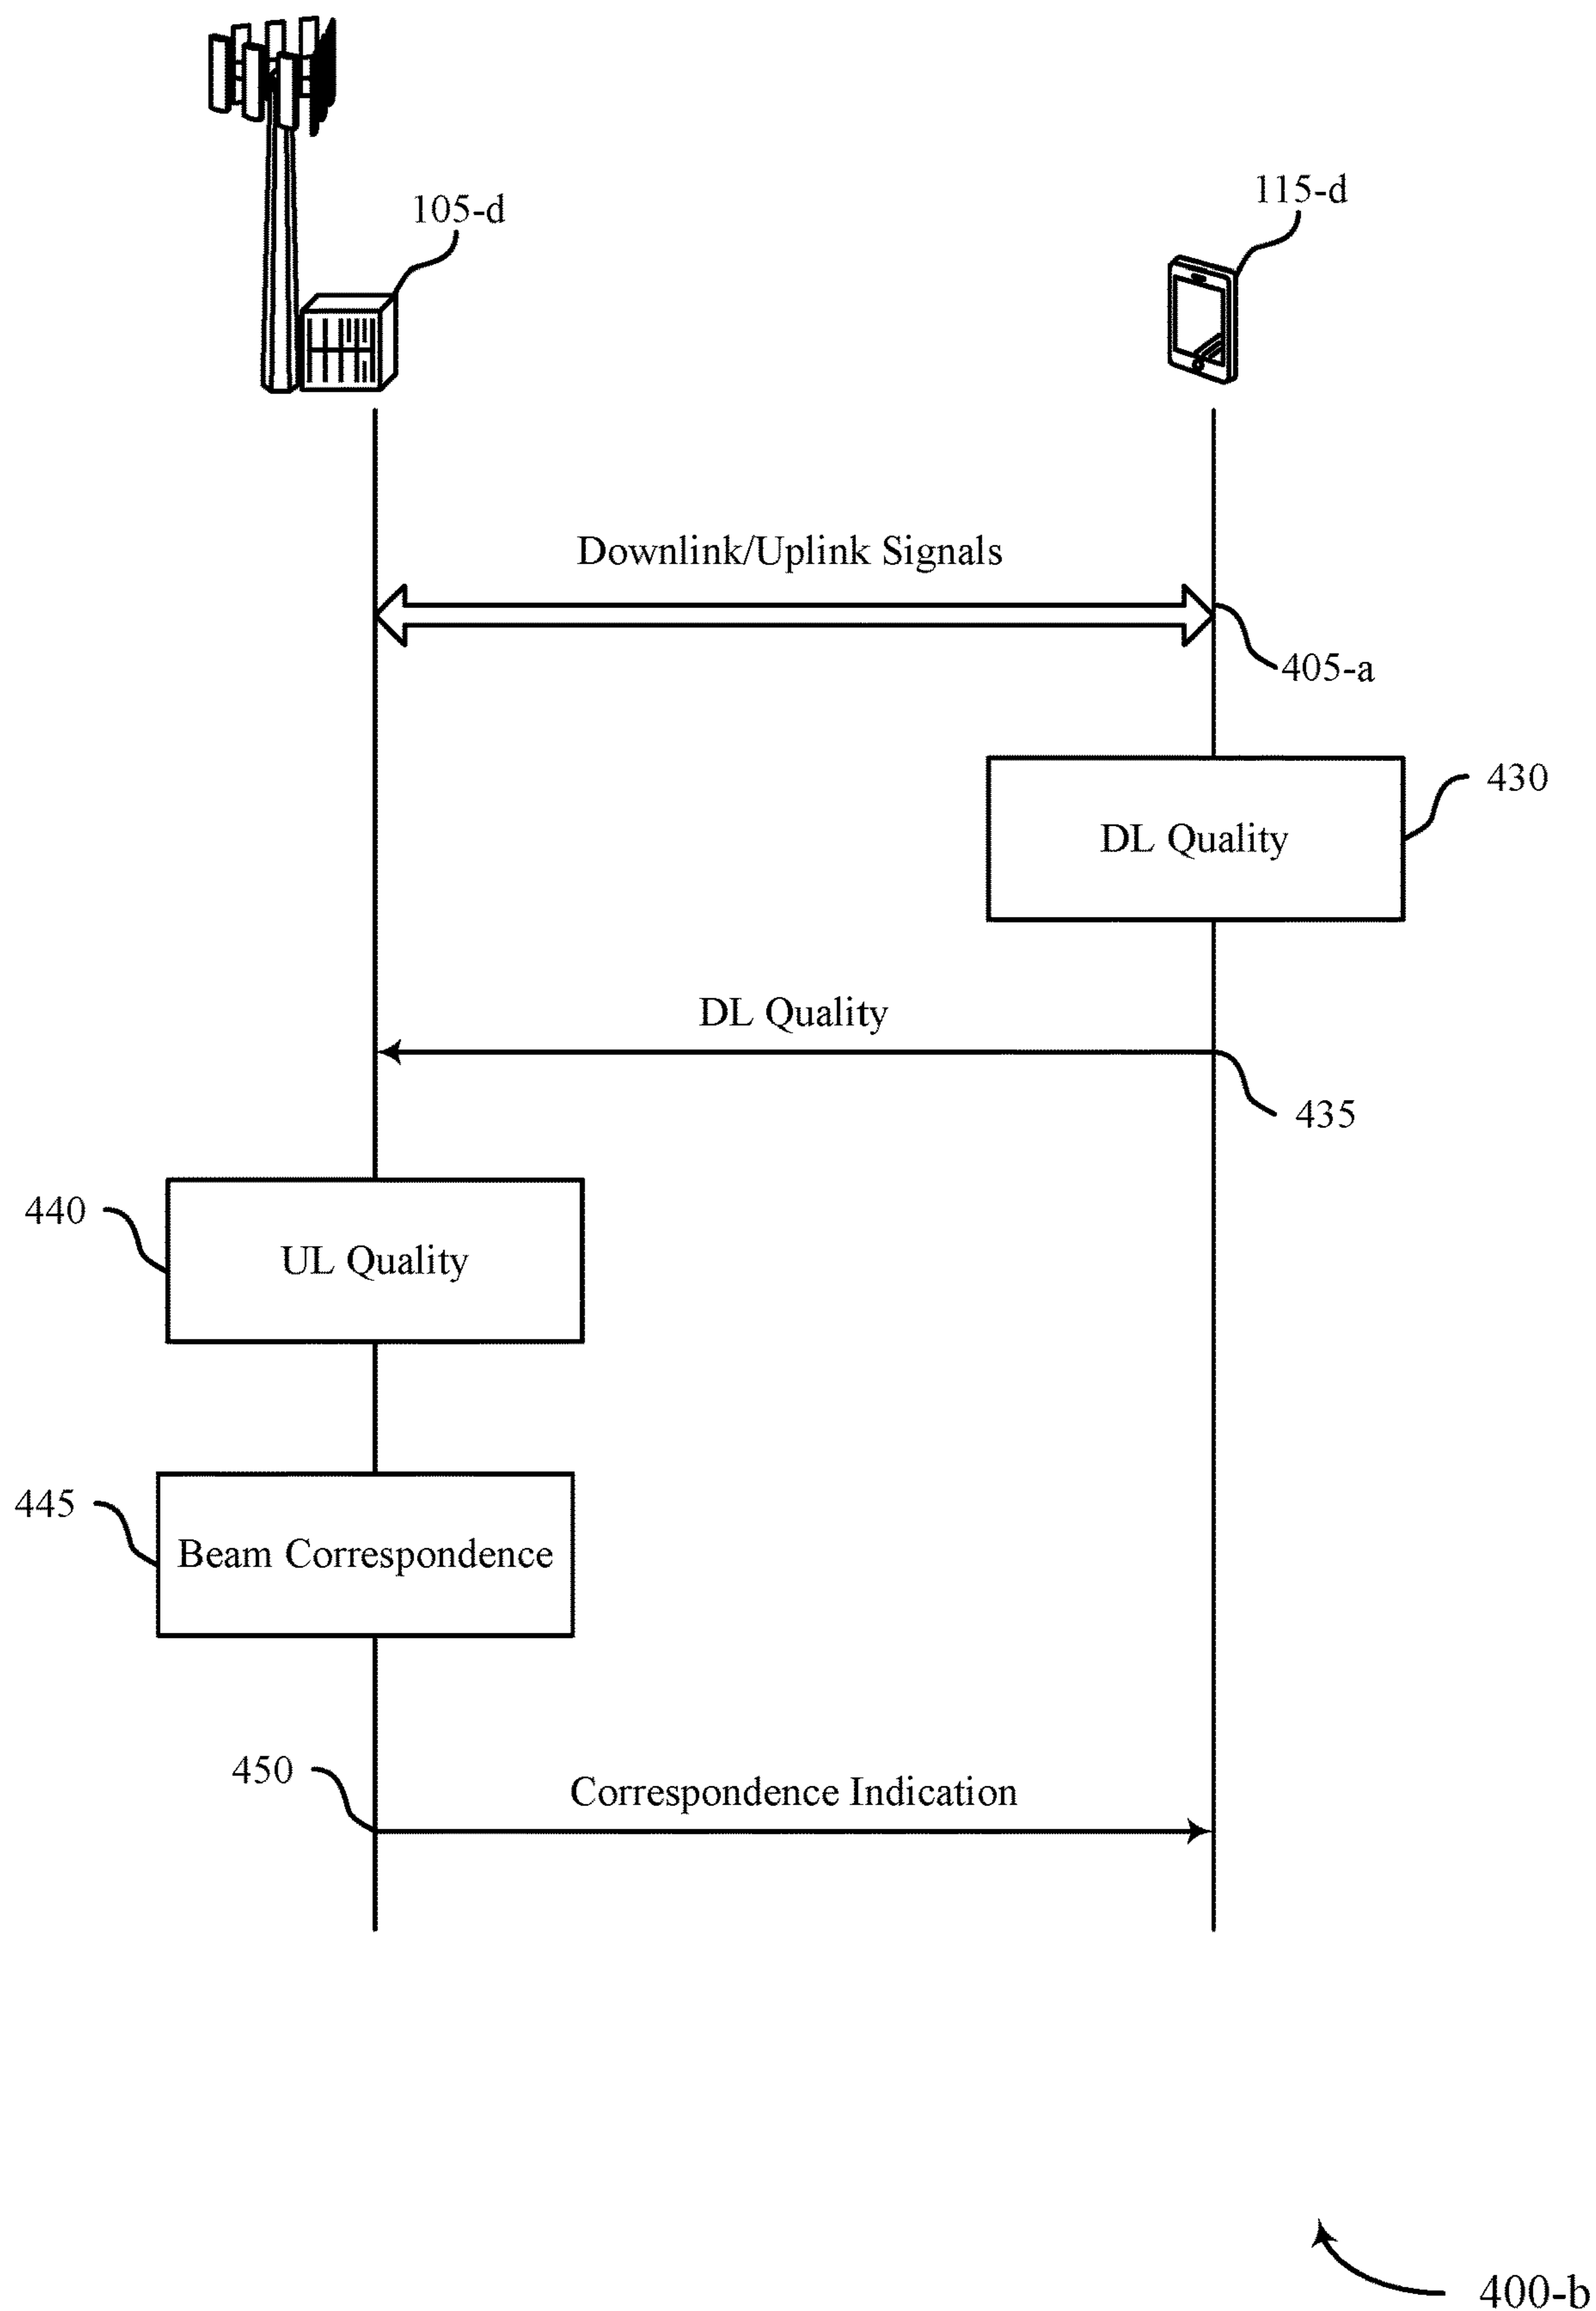 105-d
115-d
Downlink/Uplink Signals
405-a
430
DL Quality
DL Quality
435
440
UL Quality
445
Beam Correspondence
450
Correspondence Indication
400-b